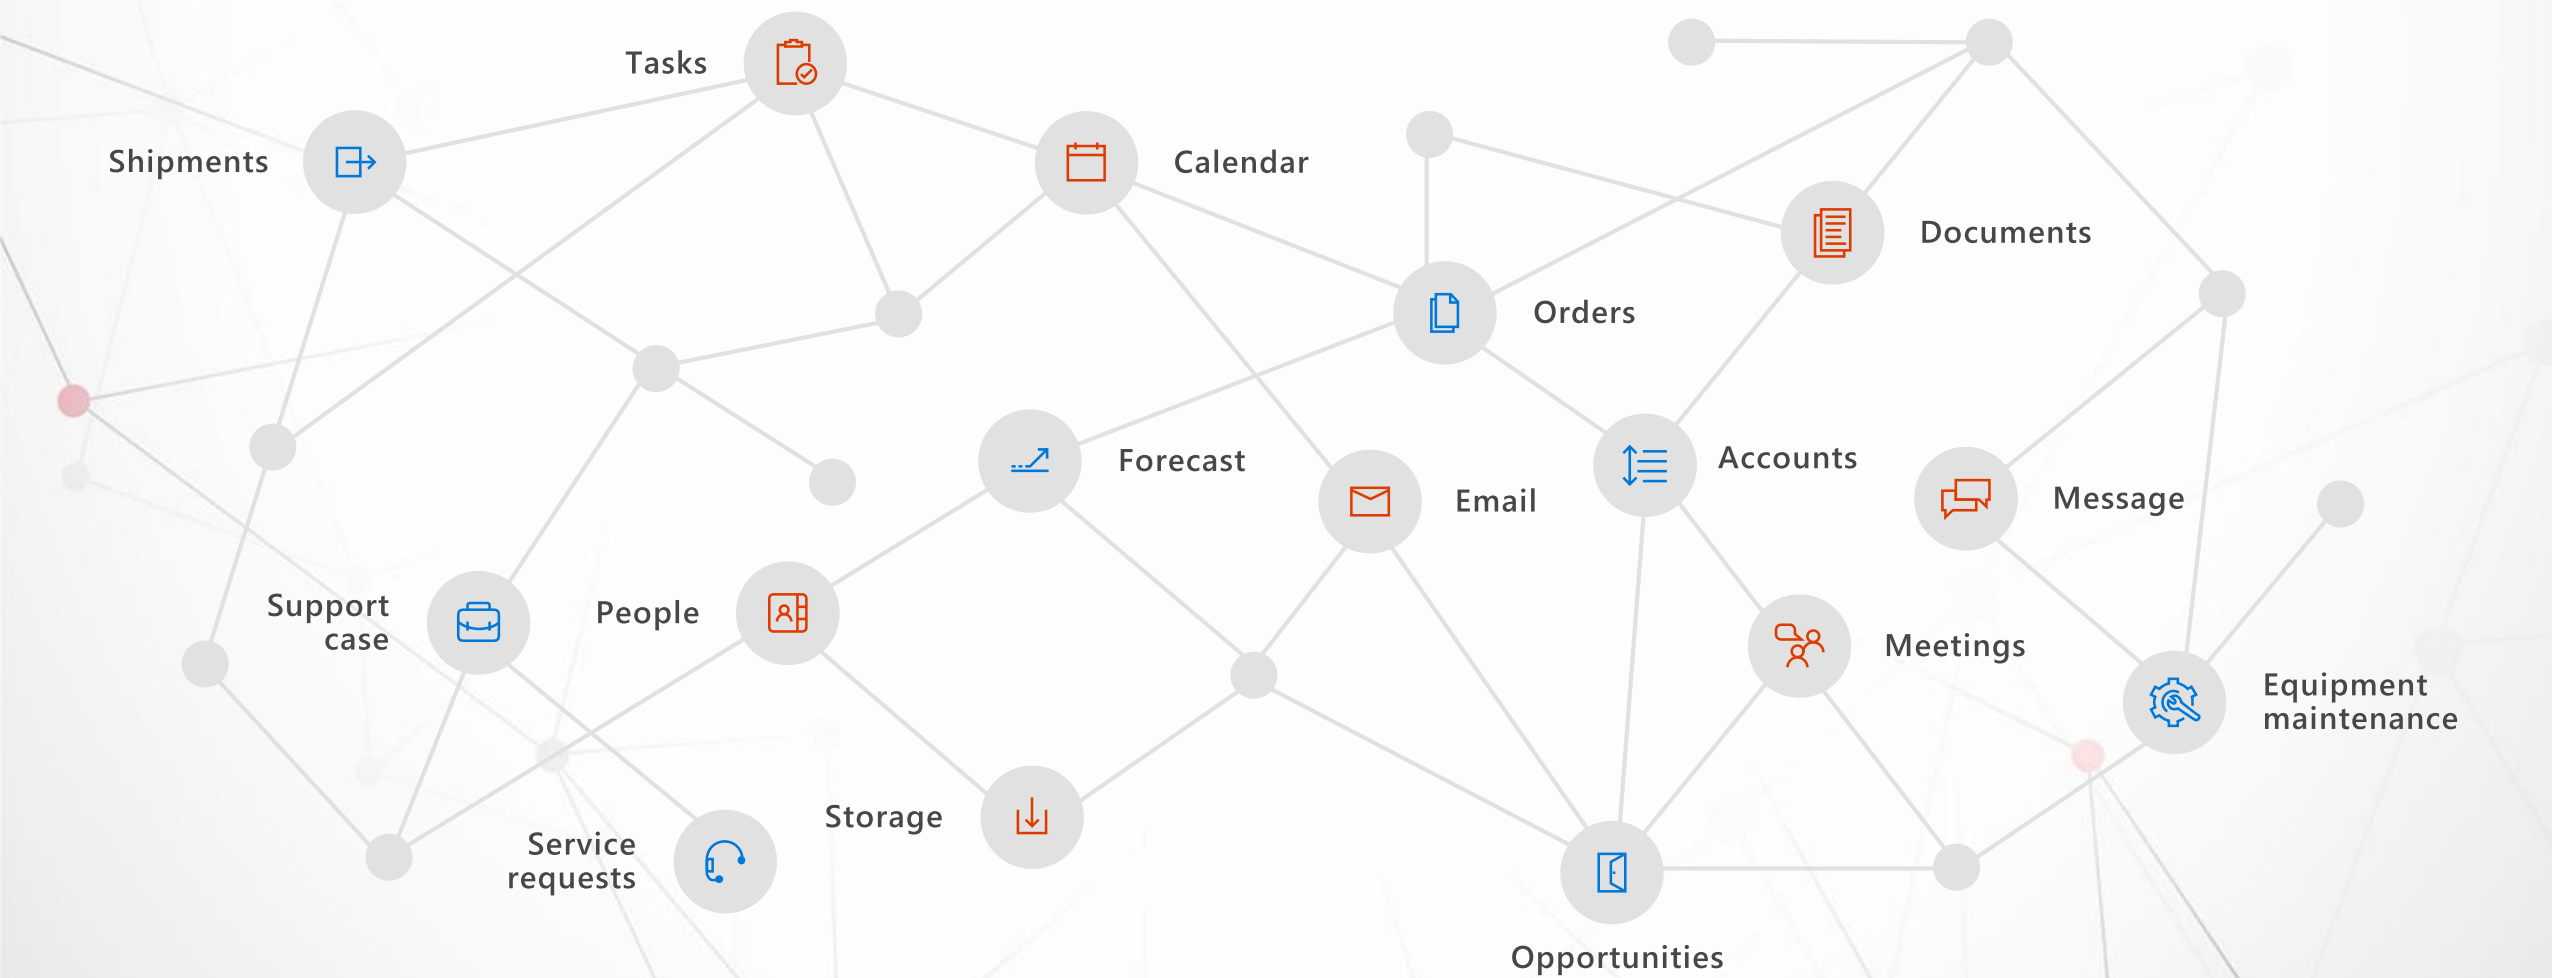 Tasks
Shipments
Calendar
Documents
Orders
Forecast
Accounts
Email
Message
Support
case
People
Meetings
Equipment
maintenance
Storage
Service
requests
Opportunities